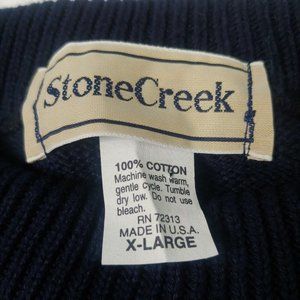 StoneCreek
100% COTTON
Machine wash warm,
gentle cycle. Tumble
dry low. Do not use
bleach.
RN 72313
MADE IN U.S.A.
X-LARGE